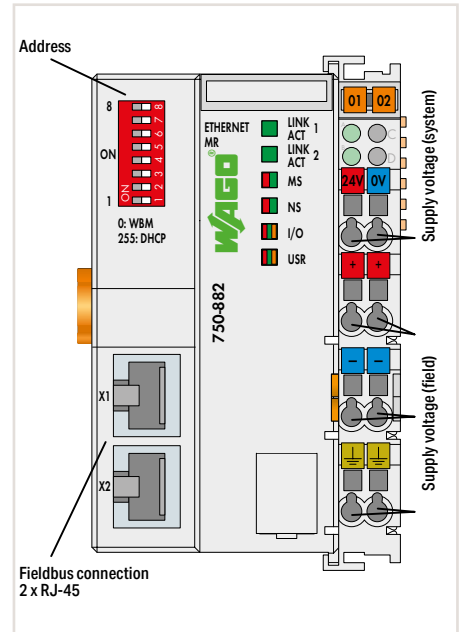 Address
8
ON
1
ON
1 2 3 4 5 6 7 8
0: WBM
255: DHCP
ETHERNET
MR
WAGO®
750-882
LINK 1
ACT
LINK 2
ACT
MS
NS
I/O
USR
01 02
C
D
24V 0V
+ +
− −
Supply voltage (system)
Supply voltage (field)
X1
X2
Fieldbus connection
2 x RJ-45